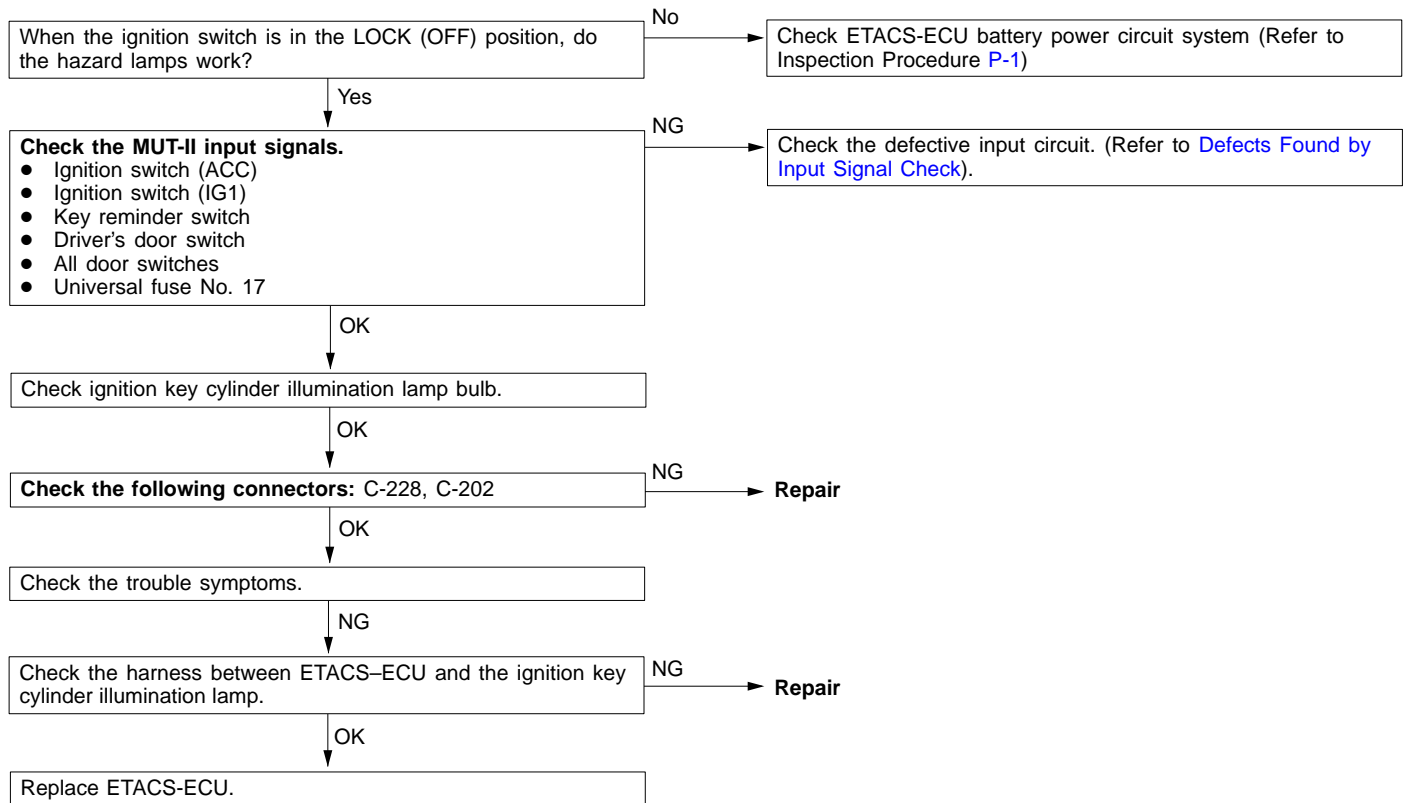 When the ignition switch is in the LOCK (OFF) position, do
the hazard lamps work?
No
Check ETACS-ECU battery power circuit system (Refer to
Inspection Procedure P-1)
Yes
Check the MUT-II input signals.
● Ignition switch (ACC)
● Ignition switch (IG1)
● Key reminder switch
● Driver's door switch
● All door switches
● Universal fuse No. 17
NG
Check the defective input circuit. (Refer to Defects Found by
Input Signal Check).
OK
Check ignition key cylinder illumination lamp bulb.
OK
Check the following connectors: C-228, C-202
NG
Repair
OK
Check the trouble symptoms.
NG
Check the harness between ETACS–ECU and the ignition key
cylinder illumination lamp.
NG
Repair
OK
Replace ETACS-ECU.